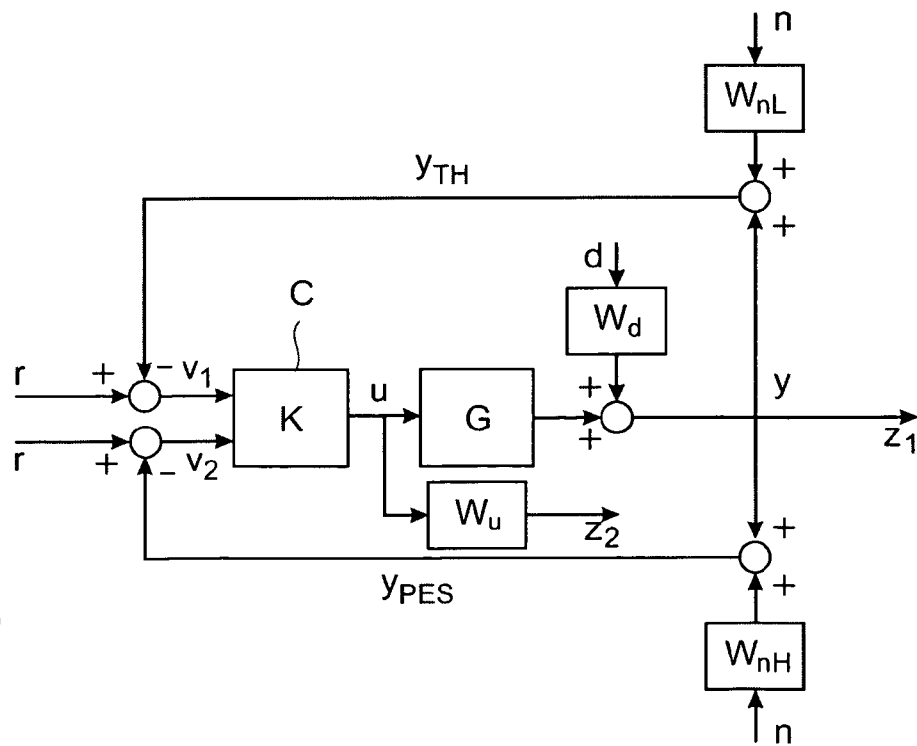 n
W_nL
+
y_TH
+
d
C
W_d
r + - v_1
u
+
y
K
G
+
z_1
r + - v_2
W_u
z_2
+
y_PES
+
W_nH
n